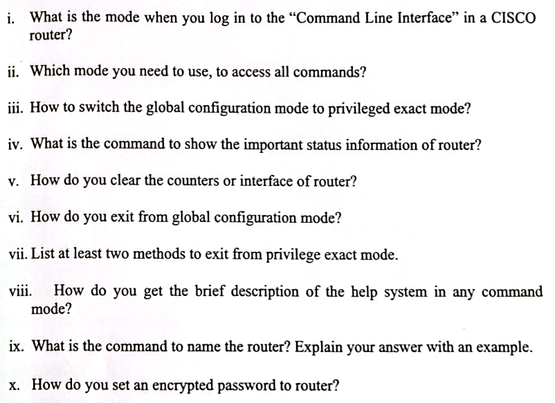 i. What is the mode when you log in to the “Command Line Interface” in a CISCO
router?
ii. Which mode you need to use, to access all commands?
iii. How to switch the global configuration mode to privileged exact mode?
iv. What is the command to show the important status information of router?
v. How do you clear the counters or interface of router?
vi. How do you exit from global configuration mode?
vii. List at least two methods to exit from privilege exact mode.
viii. How do you get the brief description of the help system in any command
mode?
ix. What is the command to name the router? Explain your answer with an example.
x. How do you set an encrypted password to router?